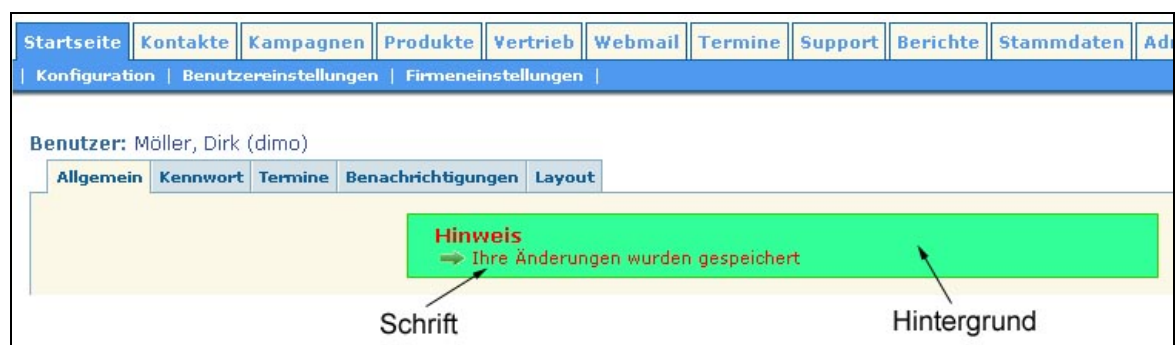 Startseite Kontakte Kampagnen Produkte Vertrieb Webmail Termine Support Berichte Stammdaten
| Konfiguration | Benutzereinstellungen | Firmeneinstellungen |
Benutzer: Möller, Dirk (dimo)
Allgemein Kennwort Termine Benachrichtigungen Layout
Hinweis
Ihre Änderungen wurden gespeichert
Schrift Hintergrund